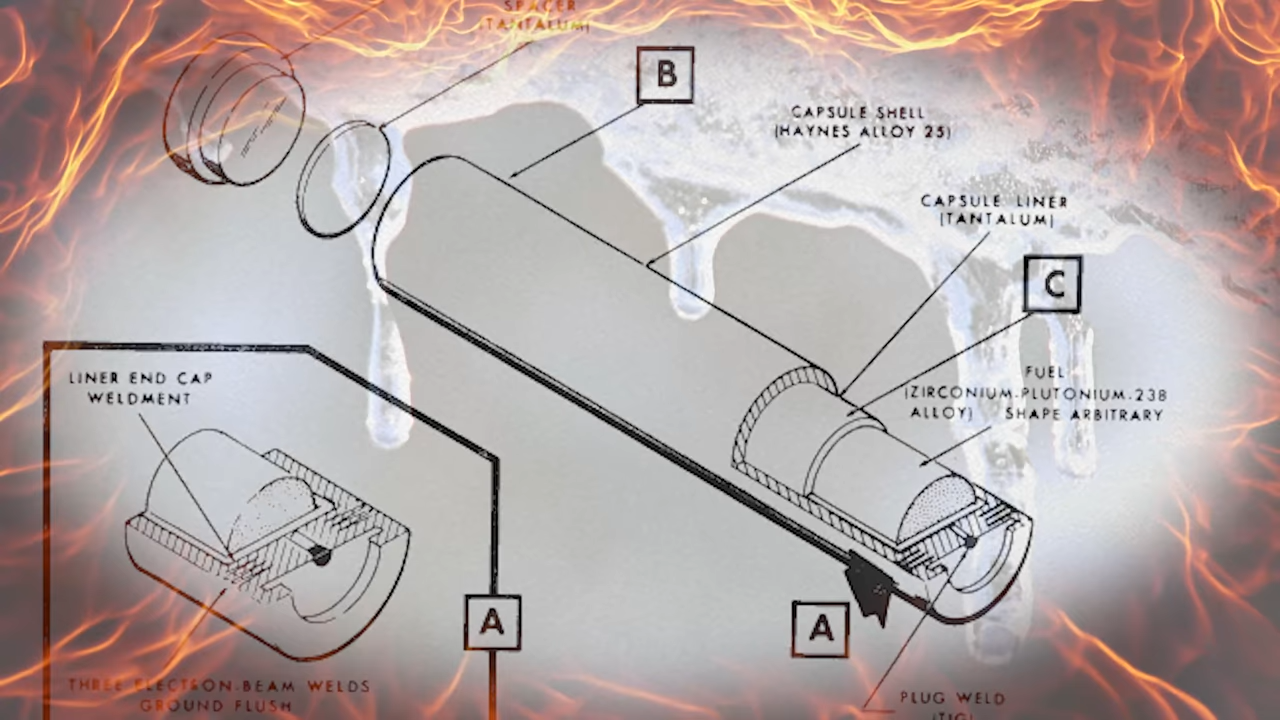 SPACER
(TANTALUM)
B
CAPSULE SHELL
(HAYNES ALLOY 25)
CAPSULE LINER
(TANTALUM)
C
FUEL
(ZIRCONIUM-PLUTONIUM-238
ALLOY) SHAPE ARBITRARY
LINER END CAP
WELDMENT
A
A
THREE ELECTRON-BEAM WELDS
GROUND FLUSH
PLUG WELD
(TIG)